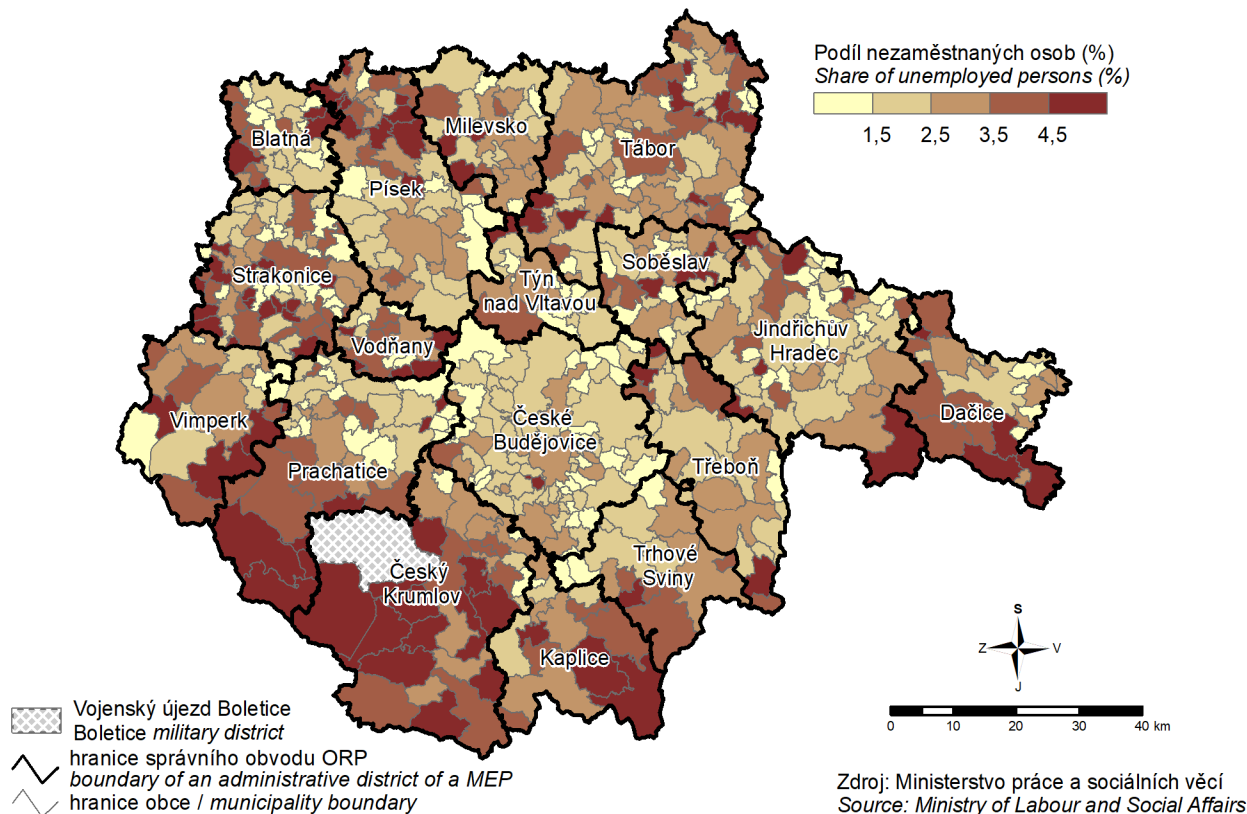 Podíl nezaměstnaných osob (%)
Share of unemployed persons (%)
1,5 2,5 3,5 4,5
Blatná
Milevsko
Tábor
Písek
Strakonice
Soběslav
Týn
nad Vltavou
Vodňany
Jindřichův
Hradec
Vimperk
České
Budějovice
Dačice
Prachatice
Třeboň
Trhové
Sviny
Český
Krumlov
Kaplice
S
Z V
J
0 10 20 30 40 km
Vojenský újezd Boletice
Boletice military district
hranice správního obvodu ORP
boundary of an administrative district of a MEP
hranice obce / municipality boundary
Zdroj: Ministerstvo práce a sociálních věcí
Source: Ministry of Labour and Social Affairs